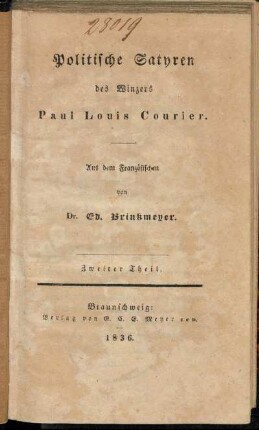 23019
Politische Satyren
des Winzers
Paul Louis Courier.
Aus dem Französischen
von
Dr. Ed. Brinkmeyer.
Zweiter Theil.
Braunschweig:
Verlag von G. C. E. Meyer sen.
1836.